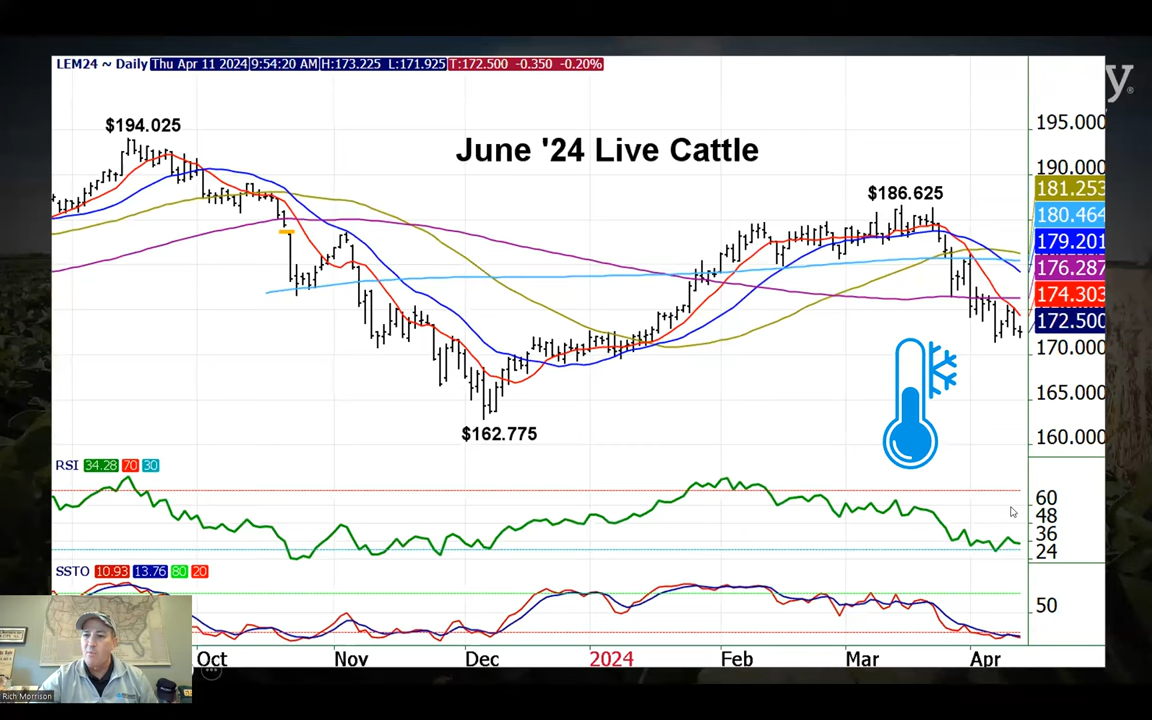 LEM24 ~ Daily Thu Apr 11 2024 9:54:20 AM H:173.225 L:171.925 T:172.500 -0.350 -0.20%
y®
$194.025
June '24 Live Cattle
$186.625
$162.775
195.000
190.000
181.253
180.464
179.201
176.287
174.303
172.500
170.000
165.000
160.000
RSI 34.28 70 30
60
48
36
24
SSTO 10.93 13.76 80 20
50
Oct Nov Dec 2024 Feb Mar Apr
Rich Morrison